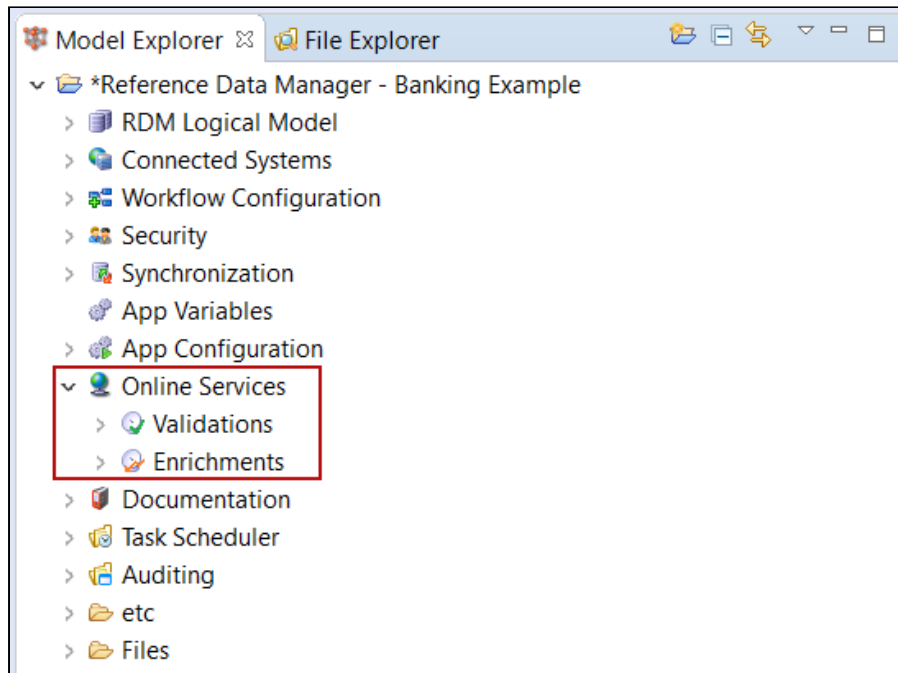 Model Explorer File Explorer
*Reference Data Manager - Banking Example
RDM Logical Model
Connected Systems
Workflow Configuration
Security
Synchronization
App Variables
App Configuration
Online Services
Validations
Enrichments
Documentation
Task Scheduler
Auditing
etc
Files